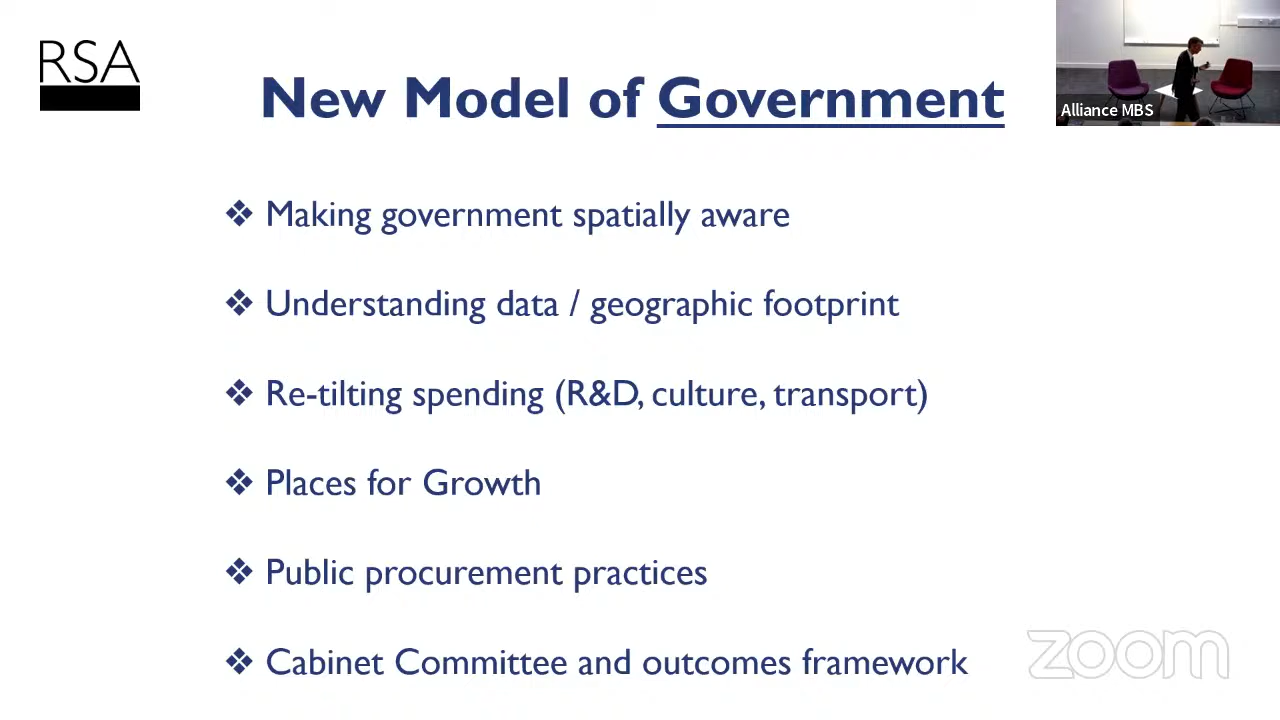 RSA
New Model of Government
Alliance MBS
❖ Making government spatially aware
❖ Understanding data / geographic footprint
❖ Re-tilting spending (R&D, culture, transport)
❖ Places for Growth
❖ Public procurement practices
❖ Cabinet Committee and outcomes framework
zoom